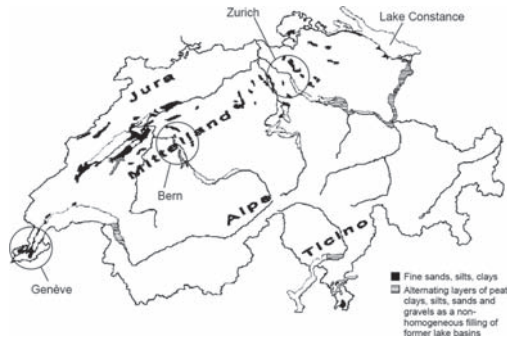 Zurich
Lake Constance
Jura
Mittelland
Bern
Alps
Ticino
Genève
Fine sands, silts, clays
Alternating layers of peat
clays, silts, sands and
gravels as a non-
homogeneous filling of
former lake basins